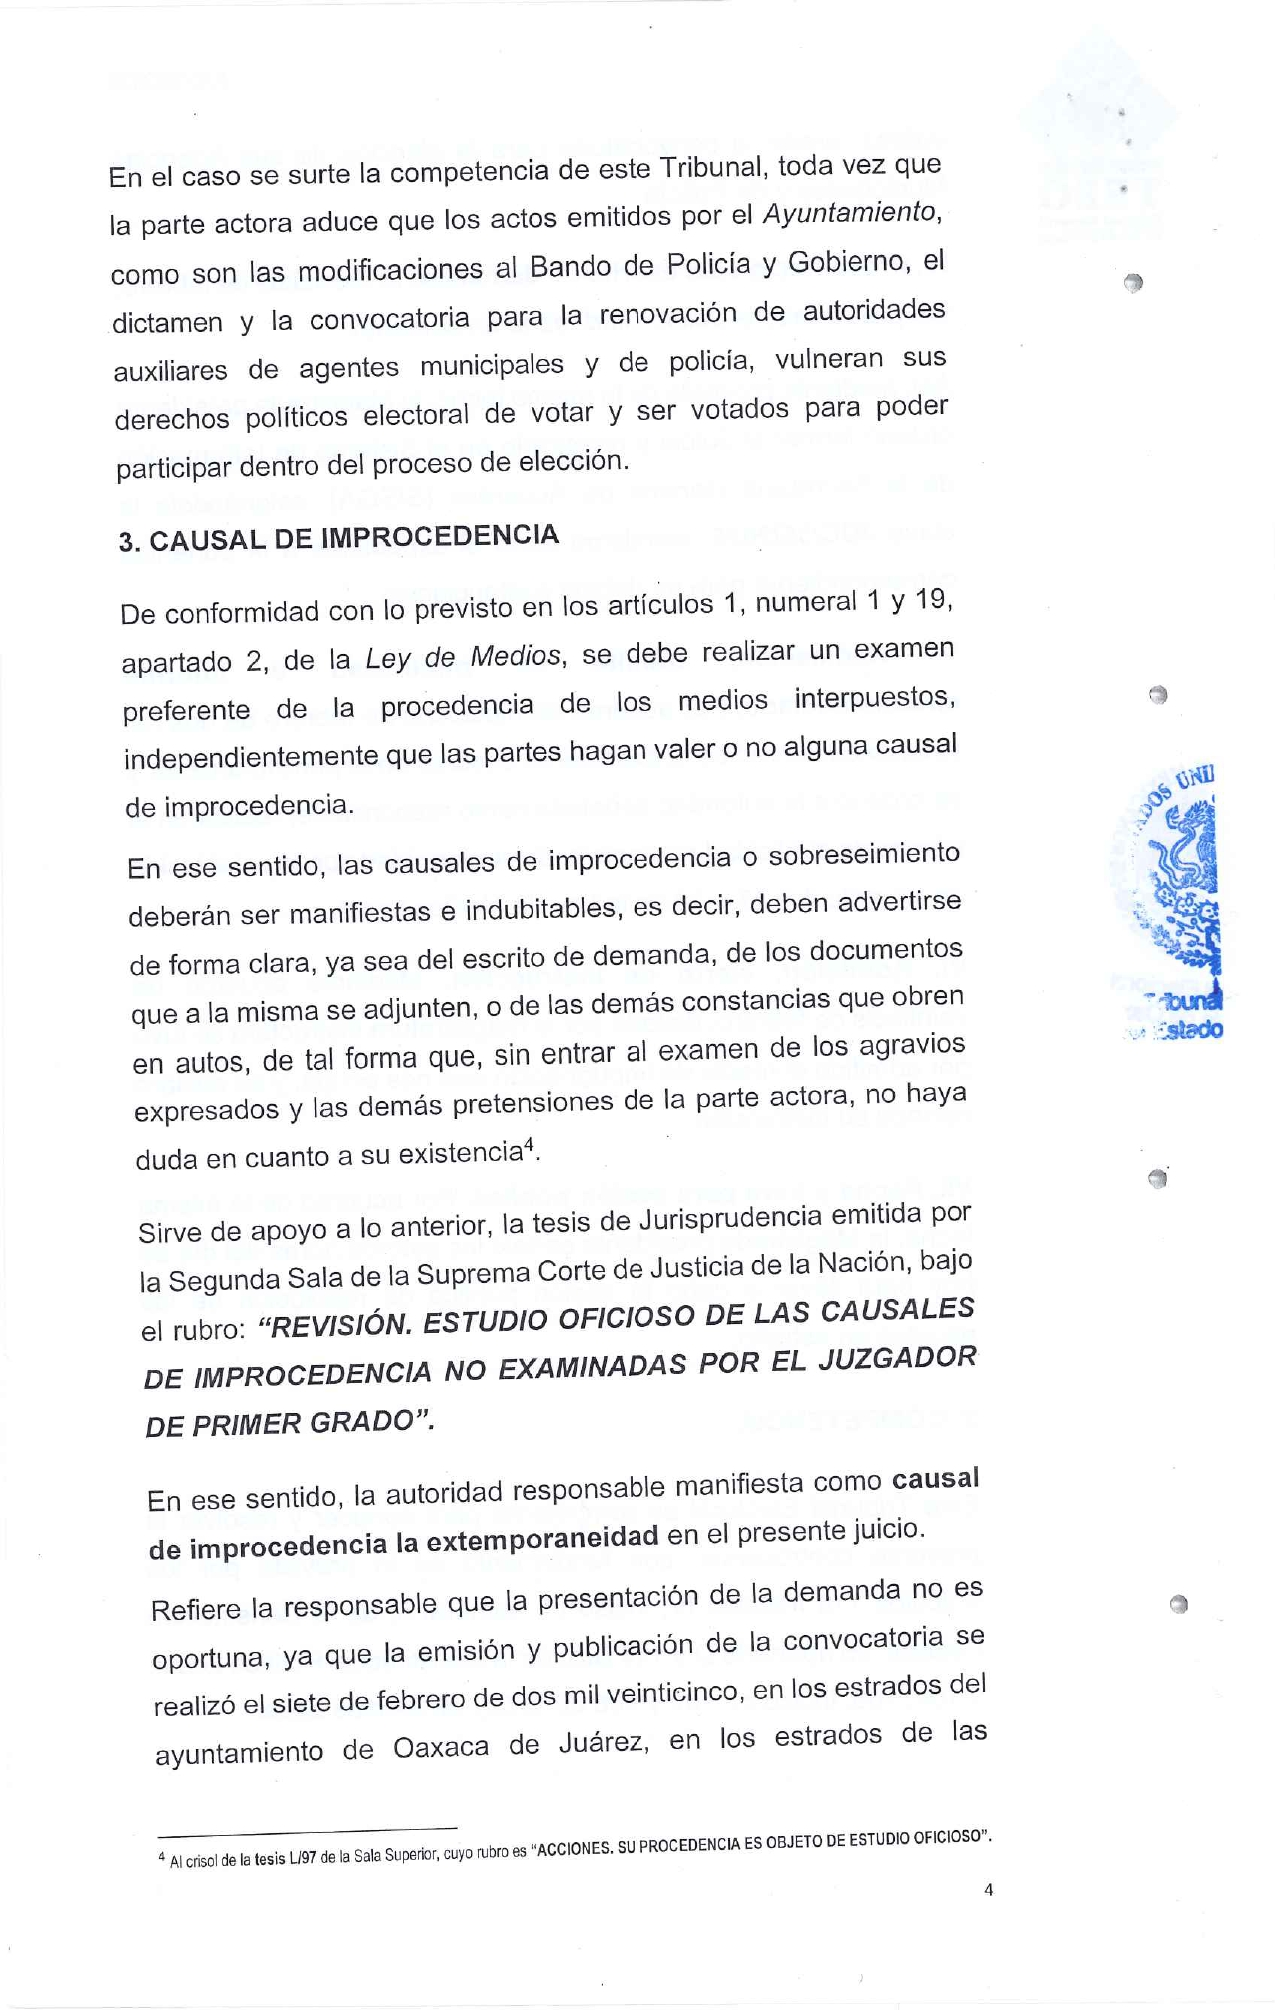 En el caso se surte la competencia de este Tribunal, toda vez que
la parte actora aduce que los actos emitidos por el Ayuntamiento,
como son las modificaciones al Bando de Policía y Gobierno, el
dictamen y la convocatoria para la renovación de autoridades
auxiliares de agentes municipales y de policía, vulneran sus
derechos políticos electoral de votar y ser votados para poder
participar dentro del proceso de elección.
3. CAUSAL DE IMPROCEDENCIA
De conformidad con lo previsto en los artículos 1, numeral 1 y 19,
apartado 2, de la Ley de Medios, se debe realizar un examen
preferente de la procedencia de los medios interpuestos,
independientemente que las partes hagan valer o no alguna causal
de improcedencia.
En ese sentido, las causales de improcedencia o sobreseimiento
deberán ser manifiestas e indubitables, es decir, deben advertirse
de forma clara, ya sea del escrito de demanda, de los documentos
que a la misma se adjunten, o de las demás constancias que obren
en autos, de tal forma que, sin entrar al examen de los agravios
expresados y las demás pretensiones de la parte actora, no haya
duda en cuanto a su existencia⁴.
Sirve de apoyo a lo anterior, la tesis de Jurisprudencia emitida por
la Segunda Sala de la Suprema Corte de Justicia de la Nación, bajo
el rubro: “REVISIÓN. ESTUDIO OFICIOSO DE LAS CAUSALES
DE IMPROCEDENCIA NO EXAMINADAS POR EL JUZGADOR
DE PRIMER GRADO”.
En ese sentido, la autoridad responsable manifiesta como causal
de improcedencia la extemporaneidad en el presente juicio.
Refiere la responsable que la presentación de la demanda no es
oportuna, ya que la emisión y publicación de la convocatoria se
realizó el siete de febrero de dos mil veinticinco, en los estrados del
ayuntamiento de Oaxaca de Juárez, en los estrados de las
⁴ Al crisol de la tesis L/97 de la Sala Superior, cuyo rubro es “ACCIONES. SU PROCEDENCIA ES OBJETO DE ESTUDIO OFICIOSO”.
4